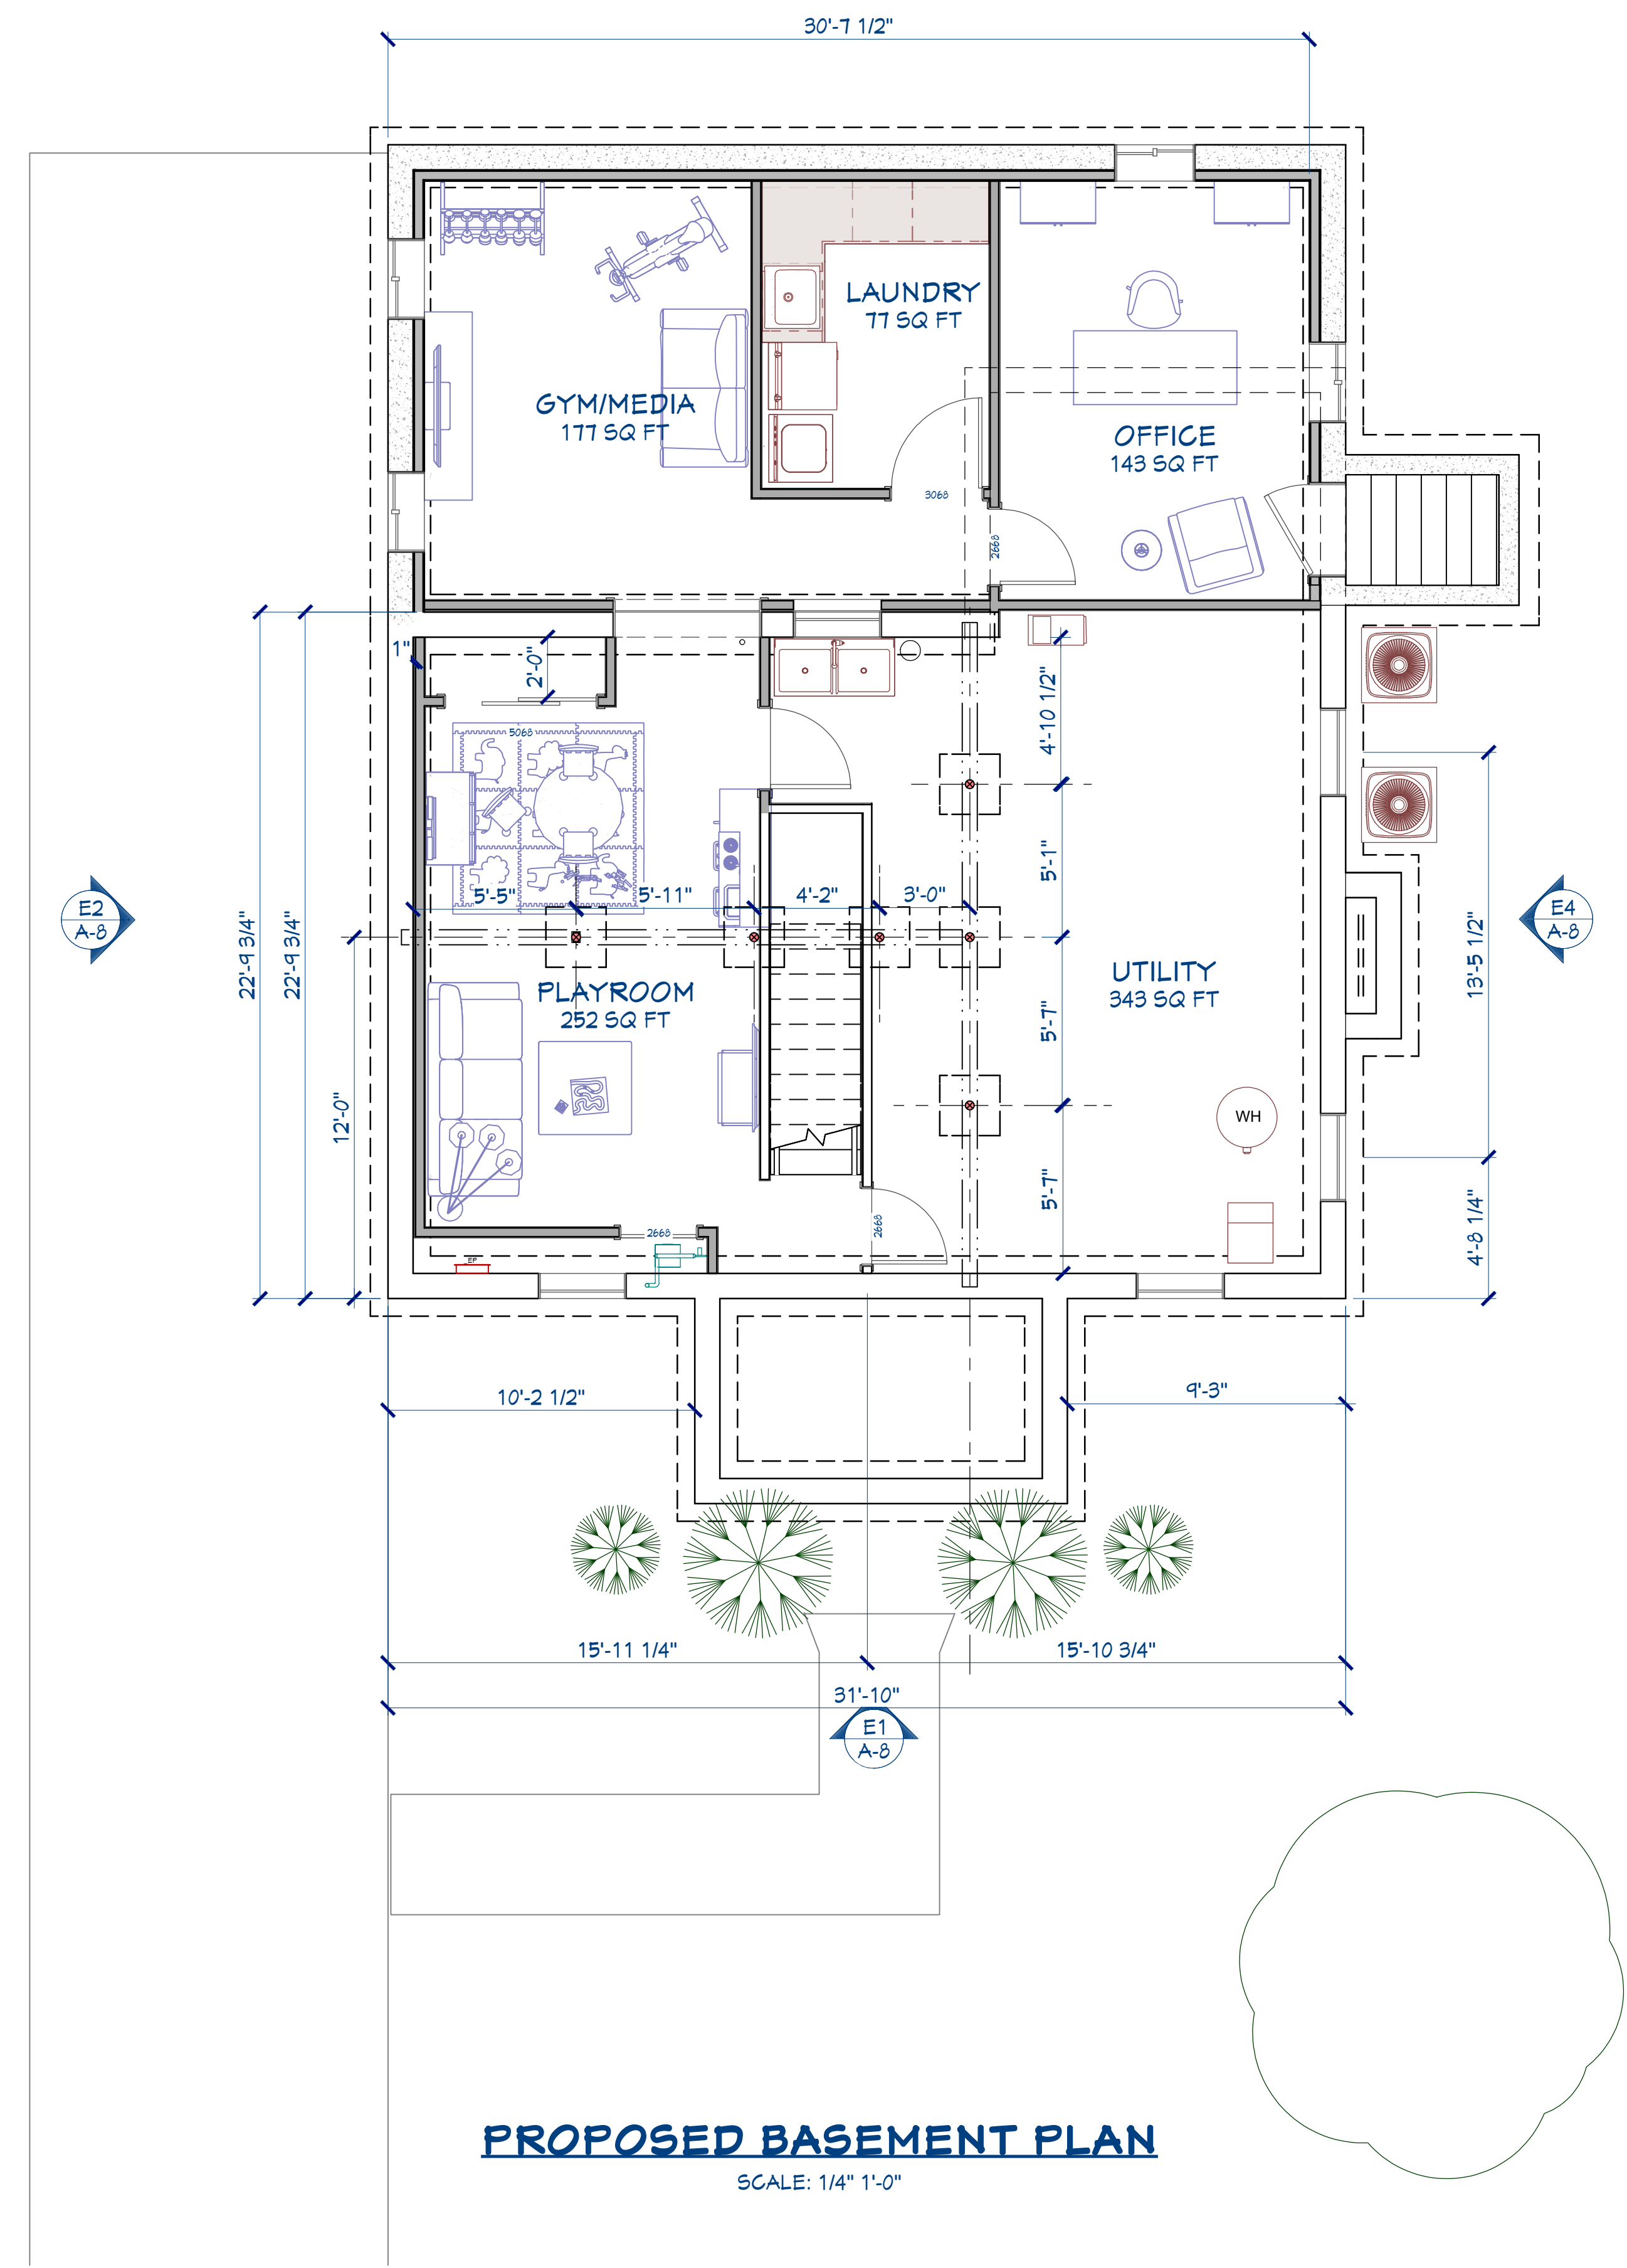 30'-7 1/2"
LAUNDRY
77 SQ FT
GYM/MEDIA
177 SQ FT
OFFICE
143 SQ FT
3068
2668
1"
2'-0"
4'-10 1/2"
5068
5'-1"
5'-5"
5'-11"
4'-2"
3'-0"
E2
A-8
E4
A-8
22'-9 3/4"
22'-9 3/4"
13'-5 1/2"
UTILITY
343 SQ FT
PLAYROOM
252 SQ FT
5'-7"
12'-0"
WH
5'-7"
2668
2668
4'-8 1/4"
EP
10'-2 1/2"
9'-3"
15'-11 1/4"
15'-10 3/4"
31'-10"
E1
A-8
PROPOSED BASEMENT PLAN
SCALE: 1/4" 1'-0"